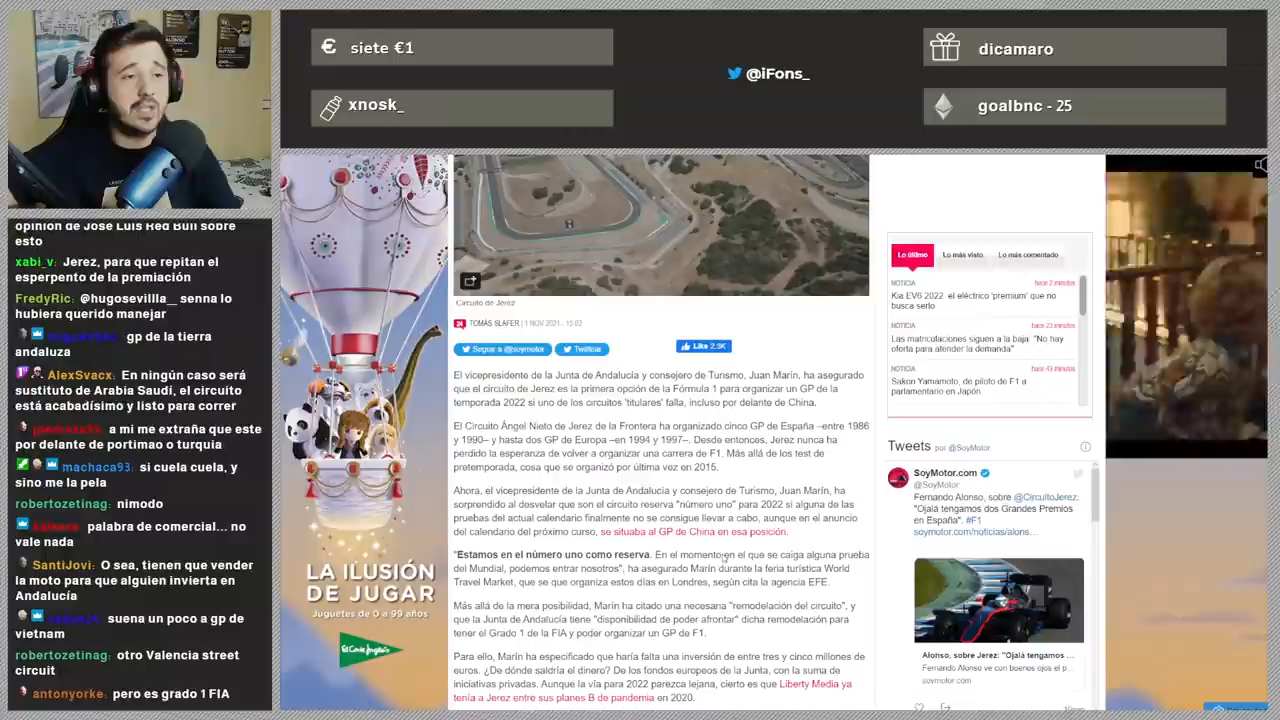 € siete €1
xnosk_
@iFons_
dicamaro
goalbnc - 25
opinión de José Luis Red Bull sobre
esto
xabi_v: Jerez, para que repitan el
esperpento de la premiación
FredyRic: @hugosevillla__ senna lo
hubiera querido manejar
gp de la tierra
andaluza
AlexSvacx: En ningún caso será
sustituto de Arabia Saudi, el circuito
está acabadísimo y listo para correr
a mi me extraña que este
por delante de portimao o turquia
machaca93: si cuela cuela, y
sino me la pela
robertozetinag: nimodo
palabra de comercial... no
vale nada
SantiJovi: O sea, tienen que vender
la moto para que alguien invierta en
Andalucía
suena un poco a gp de
vietnam
robertozetinag: otro Valencia street
circuit
antonyorke: pero es grado 1 FIA
LA ILUSIÓN
DE JUGAR
Juguetes de 0 a 99 años.
El Corte Inglés
Circuito de Jerez
TOMÁS SLAFER | 1 NOV 2021 - 15:02
Seguir a @soymotor
Twittear
Like 2.5K
El vicepresidente de la Junta de Andalucía y consejero de Turismo, Juan Marín, ha asegurado
que el circuito de Jerez es la primera opción de la Fórmula 1 para organizar un GP de la
temporada 2022 si uno de los circuitos 'titulares' falla, incluso por delante de China.
El Circuito Ángel Nieto de Jerez de la Frontera ha organizado cinco GP de España –entre 1986
y 1990– y hasta dos GP de Europa –en 1994 y 1997–. Desde entonces, Jerez nunca ha
perdido la esperanza de volver a organizar una carrera de F1. Más allá de los test de
pretemporada, cosa que se organizó por última vez en 2015.
Ahora, el vicepresidente de la Junta de Andalucía y consejero de Turismo, Juan Marín, ha
sorprendido al desvelar que son el circuito reserva "número uno" para 2022 si alguna de las
pruebas del actual calendario finalmente no se consigue llevar a cabo, aunque en el anuncio
del calendario del próximo curso, se situaba al GP de China en esa posición.
"Estamos en el número uno como reserva. En el momento en el que se caiga alguna prueba
del Mundial, podemos entrar nosotros", ha asegurado Marín durante la feria turística World
Travel Market, que se que organiza estos días en Londres, según cita la agencia EFE.
Más allá de la mera posibilidad, Marín ha citado una necesaria "remodelación del circuito", y
que la Junta de Andalucía tiene "disponibilidad de poder afrontar" dicha remodelación para
tener el Grado 1 de la FIA y poder organizar un GP de F1.
Para ello, Marín ha especificado que haría falta una inversión de entre tres y cinco millones de
euros. ¿De dónde saldría el dinero? De los fondos europeos de la Junta, con la suma de
iniciativas privadas. Aunque la vía para 2022 parezca lejana, cierto es que Liberty Media ya
tenía a Jerez entre sus planes B de pandemia en 2020.
Lo último
Lo más visto
Lo más comentado
NOTICIA hace 2 minutos
Kia EV6 2022 el eléctrico 'premium' que no
busca serlo
NOTICIA hace 23 minutos
Las matriculaciones siguen a la baja: "No hay
oferta para atender la demanda"
NOTICIA hace 43 minutos
Sakon Yamamoto, de piloto de F1 a
parlamentario en Japón
Tweets por @SoyMotor
SoyMotor.com
@SoyMotor
Fernando Alonso, sobre @CircuitoJerez:
"Ojalá tengamos dos Grandes Premios
en España". #F1
soymotor.com/noticias/alons…
Alonso, sobre Jerez: "Ojalá tengamos ...
Fernando Alonso ve con buenos ojos el p...
soymotor.com